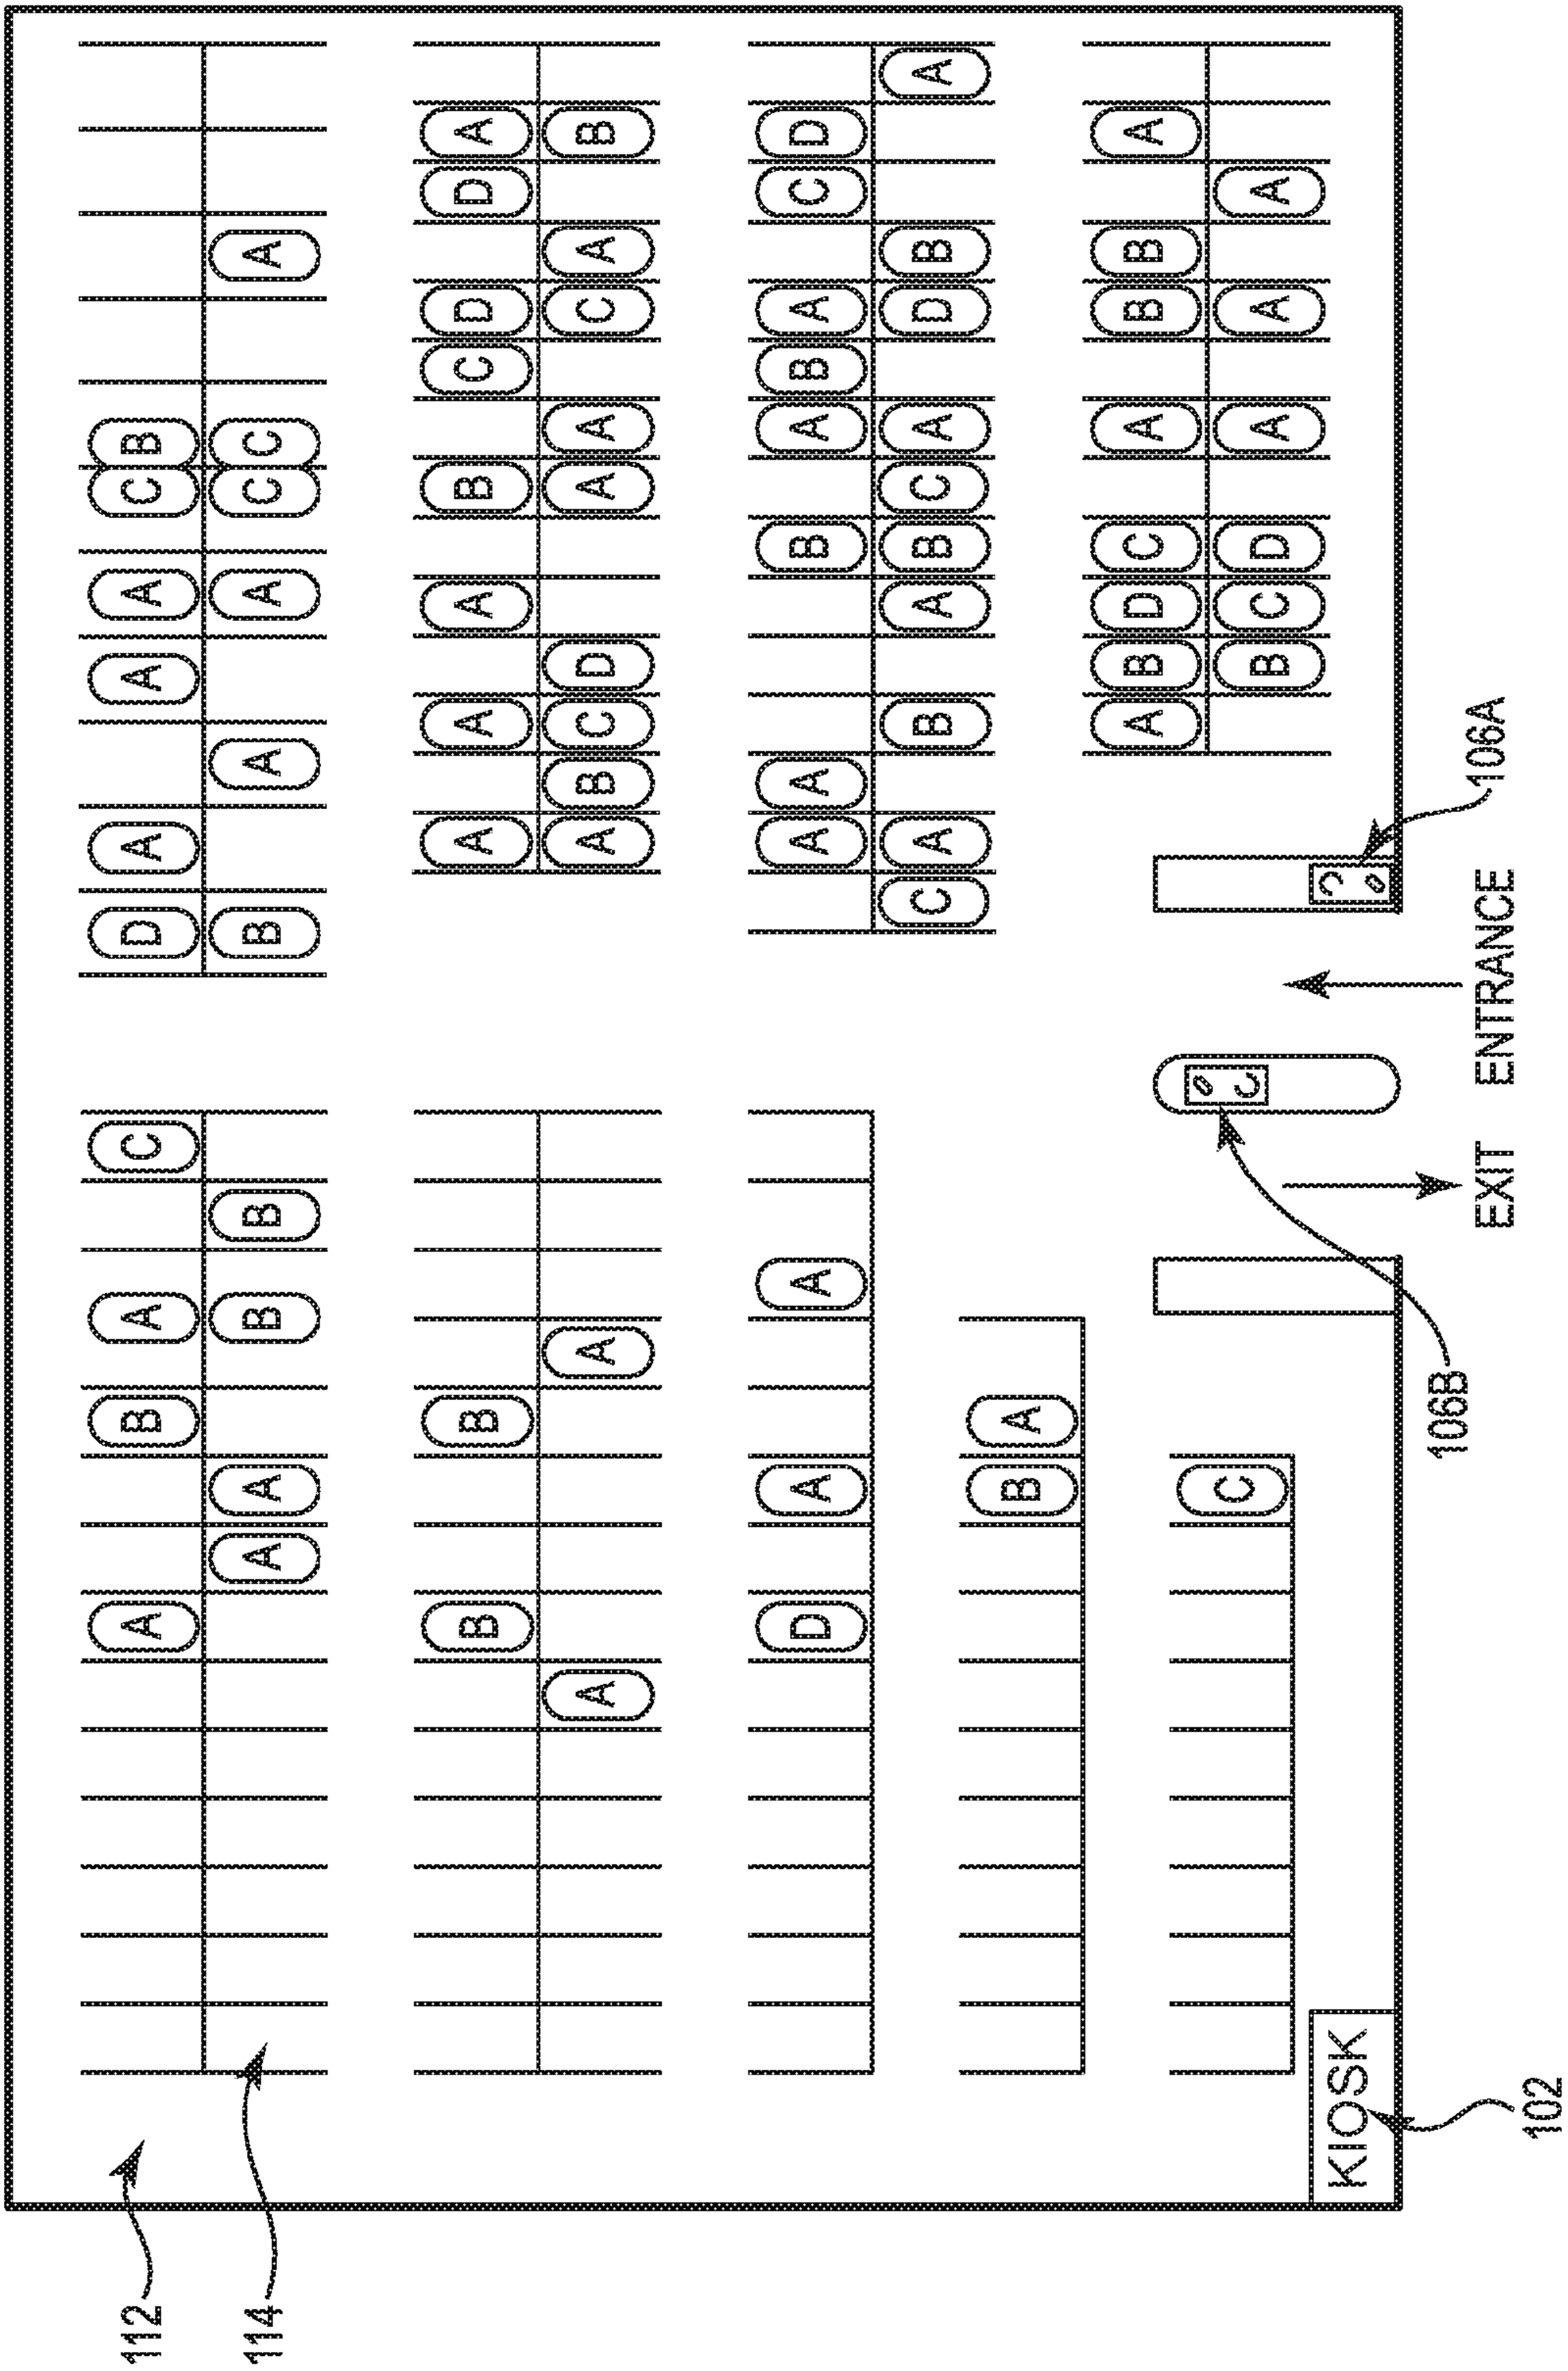 112 A B A C D A A A C B
114 A A B B B A A C C A
B B A A A B C D D A
A A A B C D A A C A B
D A A A A B A B A C D
C A B A B C A D B A
B A
A B D C A B B A
C
B C D A A A
KIOSK
106B
EXIT ENTRANCE
106A
102